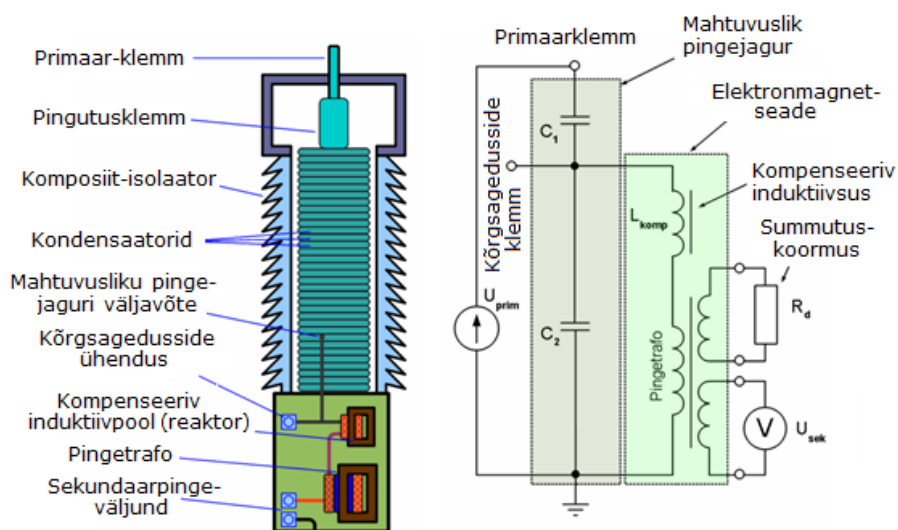 Primaar-klemm
Pingutusklemm
Komposiit-isolaator
Kondensaatorid
Mahtuvusliku pinge-
jaguri väljavõte
Kõrgsagedusside
ühendus
Kompenseeriv
induktiivpool (reaktor)
Pingetrafo
Sekundaarpinge-
väljund
Primaarklemm
Mahtuvuslik
pingejagur
Elektronmagnet-
seade
Kompenseeriv
induktiivsus
Summutus-
koormus
Kõrgsagedusside
klemm
C1
Lkomp
Uprim
C2
Pingetrafo
Rd
V
Usek